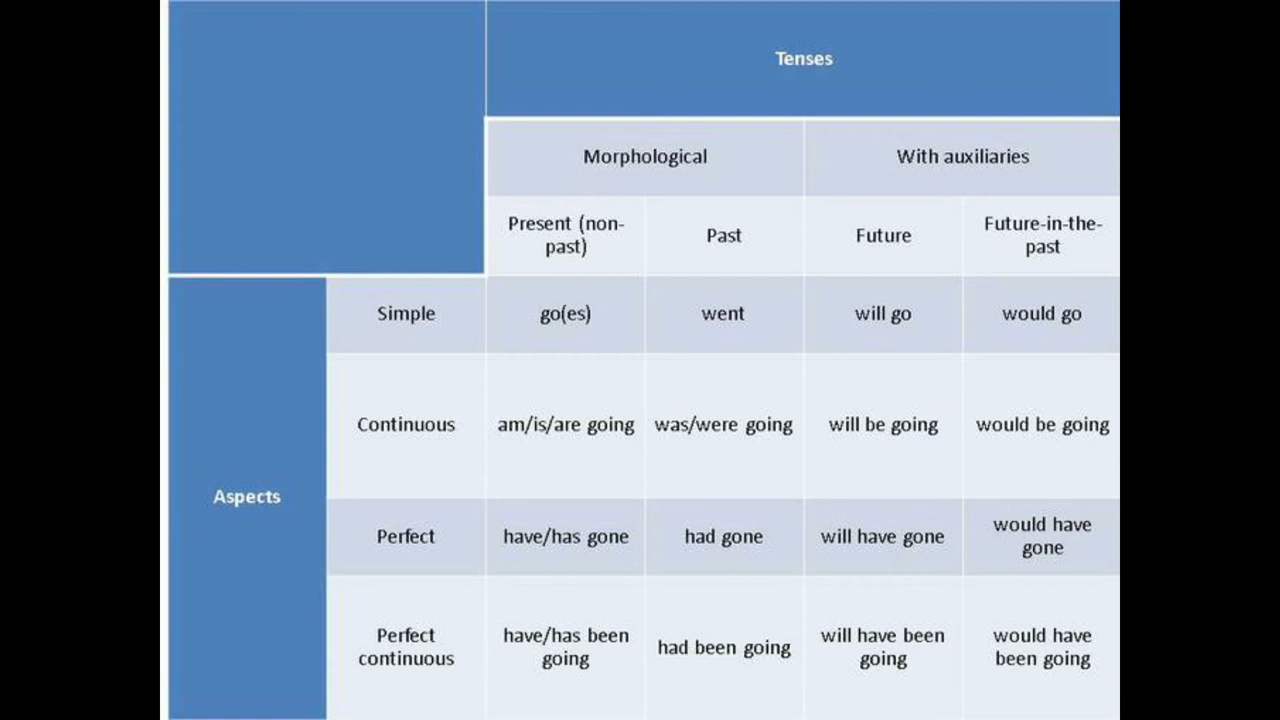 Tenses
Morphological
With auxiliaries
Present (non-
past)
Past
Future
Future-in-the-
past
Aspects
Simple
go(es)
went
will go
would go
Continuous
am/is/are going
was/were going
will be going
would be going
Perfect
have/has gone
had gone
will have gone
would have
gone
Perfect
continuous
have/has been
going
had been going
will have been
going
would have
been going